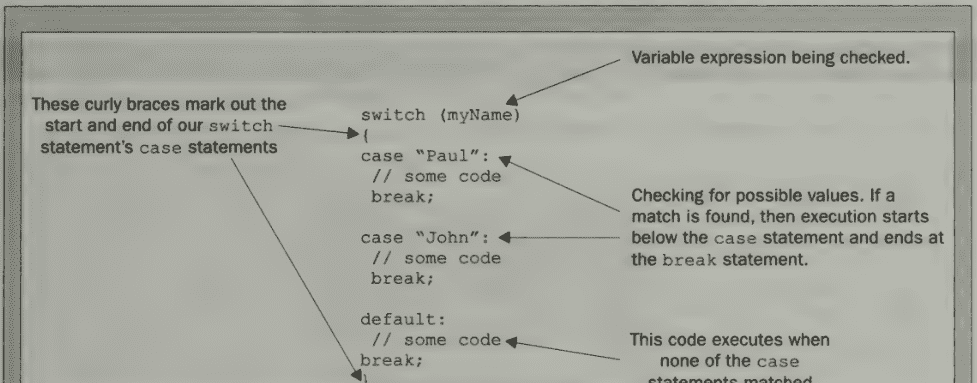 Variable expression being checked.
These curly braces mark out the
start and end of our switch
statement's case statements
switch (myName)
{
case "Paul":
// some code
break;
Checking for possible values. If a
match is found, then execution starts
below the case statement and ends at
the break statement.
case "John":
// some code
break;
default:
// some code
break;
}
This code executes when
none of the case
statements matched